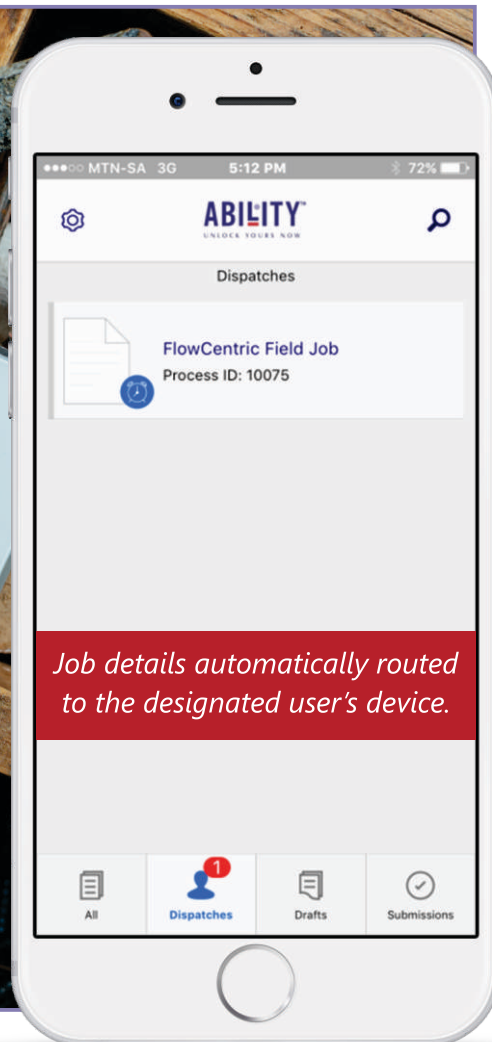 MTN-SA 3G 5:12 PM 72%
ABILITY
UNLOCK YOURS NOW
Dispatches
FlowCentric Field Job
Process ID: 10075
Job details automatically routed
to the designated user's device.
1
All Dispatches Drafts Submissions